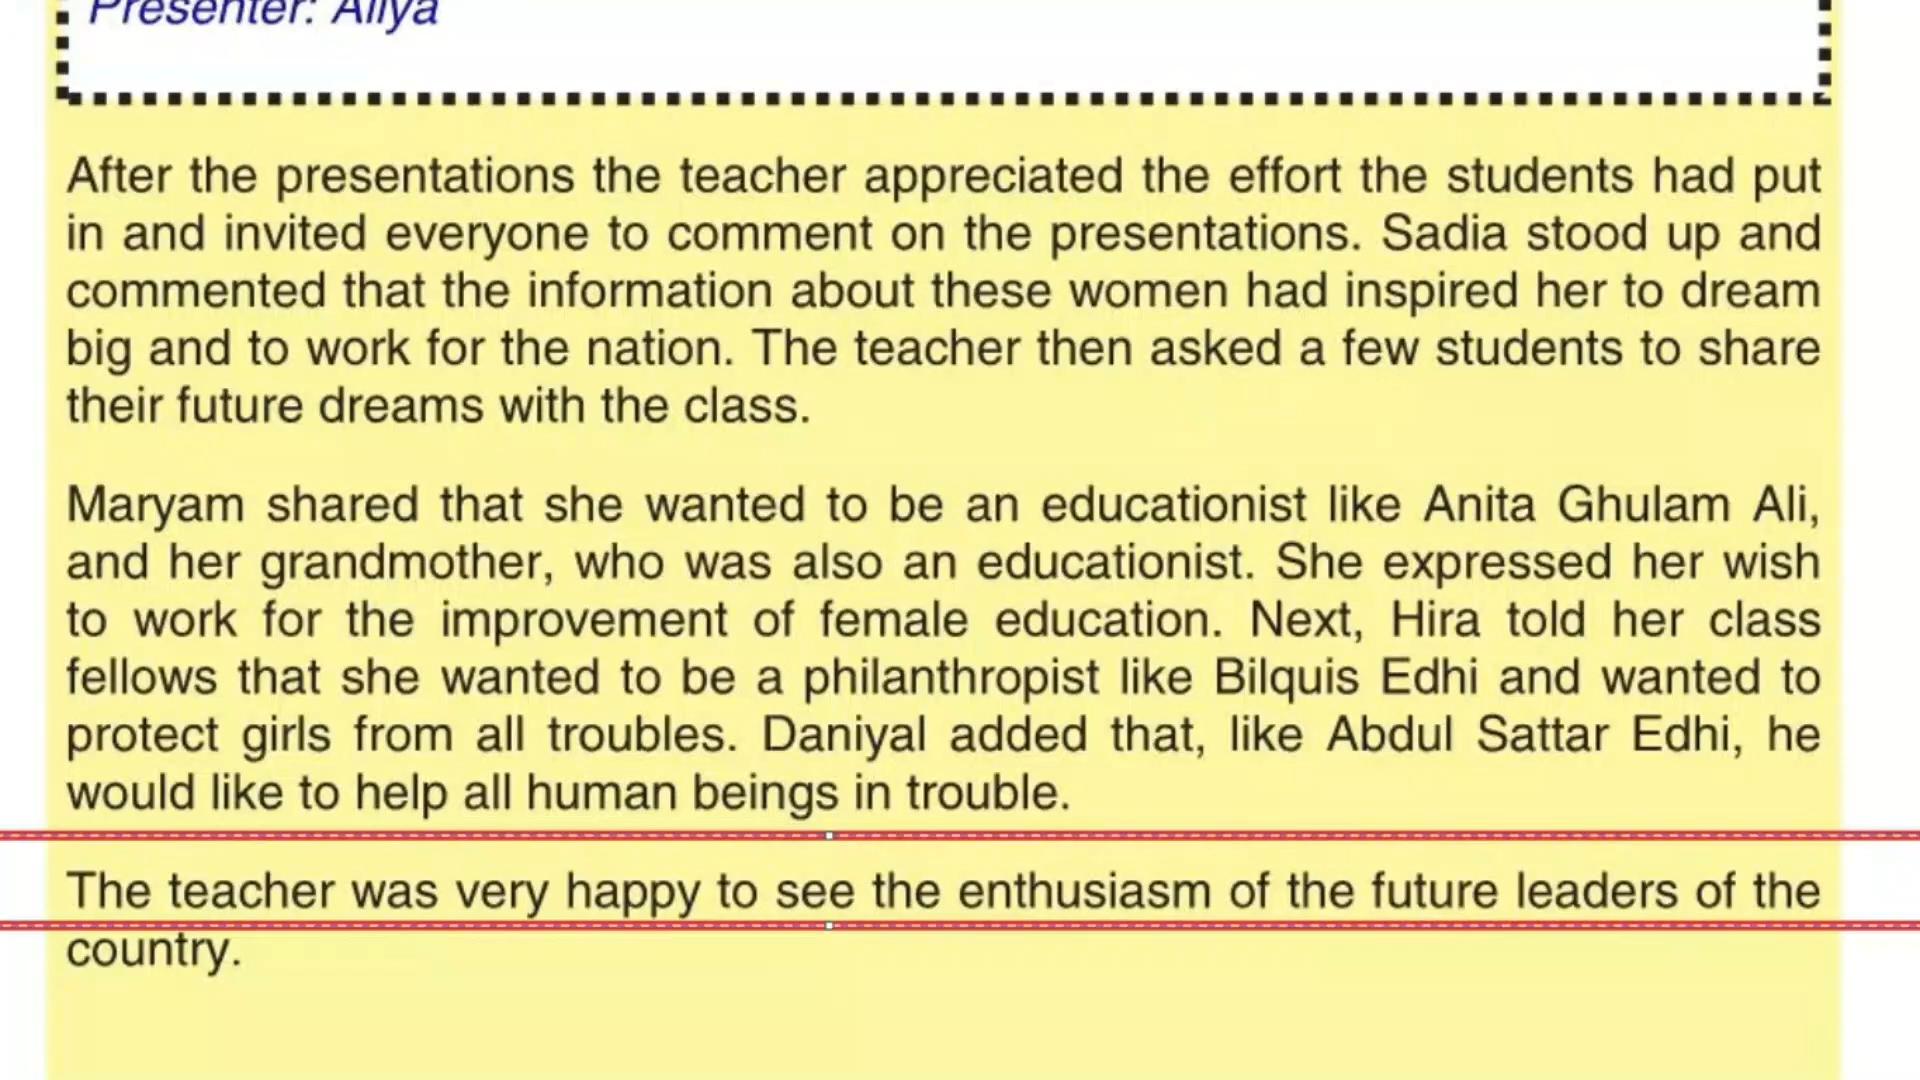 Presenter: Aliya
After the presentations the teacher appreciated the effort the students had put
in and invited everyone to comment on the presentations. Sadia stood up and
commented that the information about these women had inspired her to dream
big and to work for the nation. The teacher then asked a few students to share
their future dreams with the class.
Maryam shared that she wanted to be an educationist like Anita Ghulam Ali,
and her grandmother, who was also an educationist. She expressed her wish
to work for the improvement of female education. Next, Hira told her class
fellows that she wanted to be a philanthropist like Bilquis Edhi and wanted to
protect girls from all troubles. Daniyal added that, like Abdul Sattar Edhi, he
would like to help all human beings in trouble.
The teacher was very happy to see the enthusiasm of the future leaders of the
country.